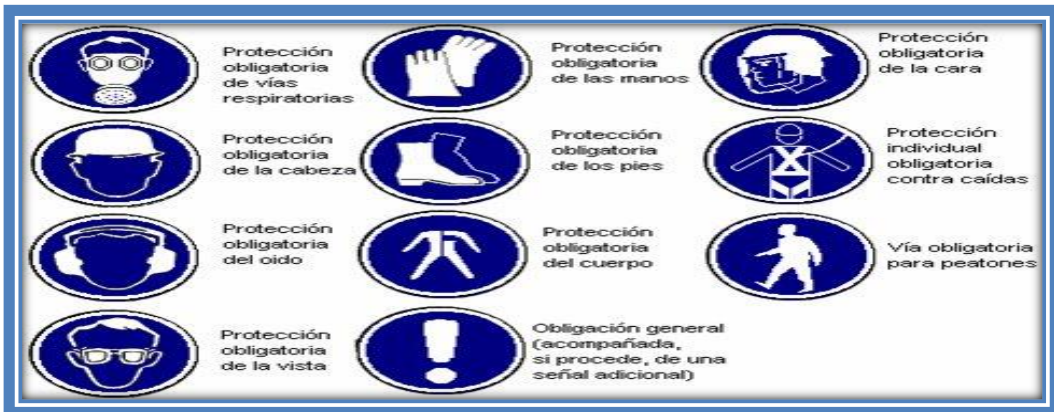 Protección
obligatoria
de vías
respiratorias
Protección
obligatoria
de las manos
Protección
obligatoria
de la cara
Protección
obligatoria
de la cabeza
Protección
obligatoria
de los pies
Protección
individual
obligatoria
contra caídas
Protección
obligatoria
del oido
Protección
obligatoria
del cuerpo
Vía obligatoria
para peatones
Protección
obligatoria
de la vista
Obligación general
(acompañada,
si procede, de una
señal adicional)